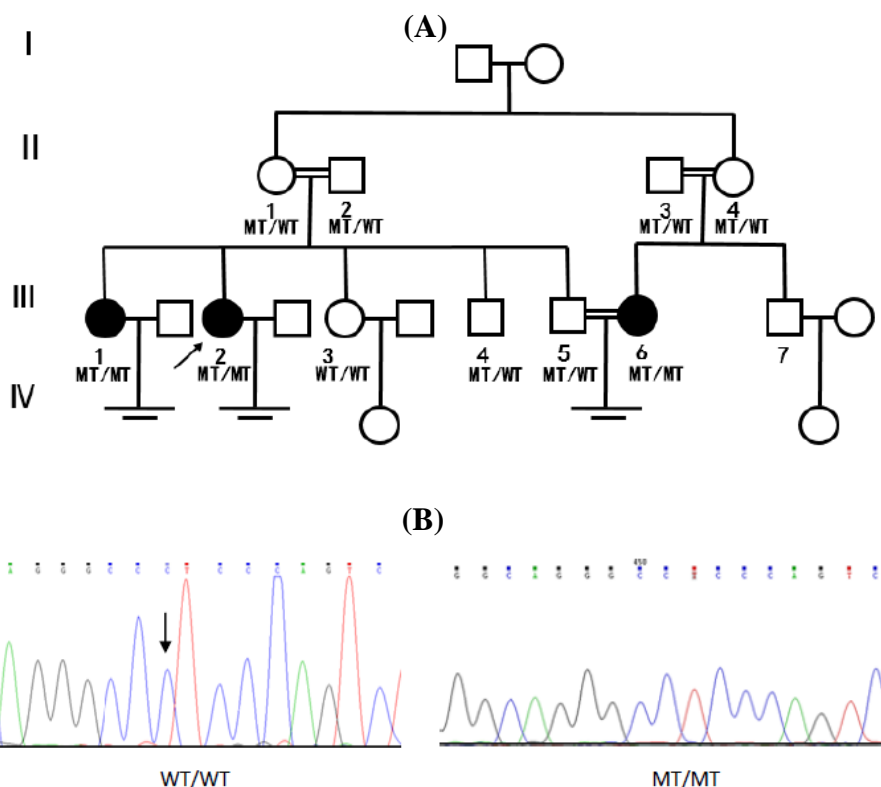 (A)
I
II
1 2 3 4
MT/WT MT/WT MT/WT MT/WT
III
1 2 3 4 5 6 7
MT/MT MT/MT WT/WT MT/WT MT/WT MT/MT
IV
(B)
A G G G C C C T C C C A G T C
450
G G C A G G G C C T C C C A G T C
WT/WT MT/MT